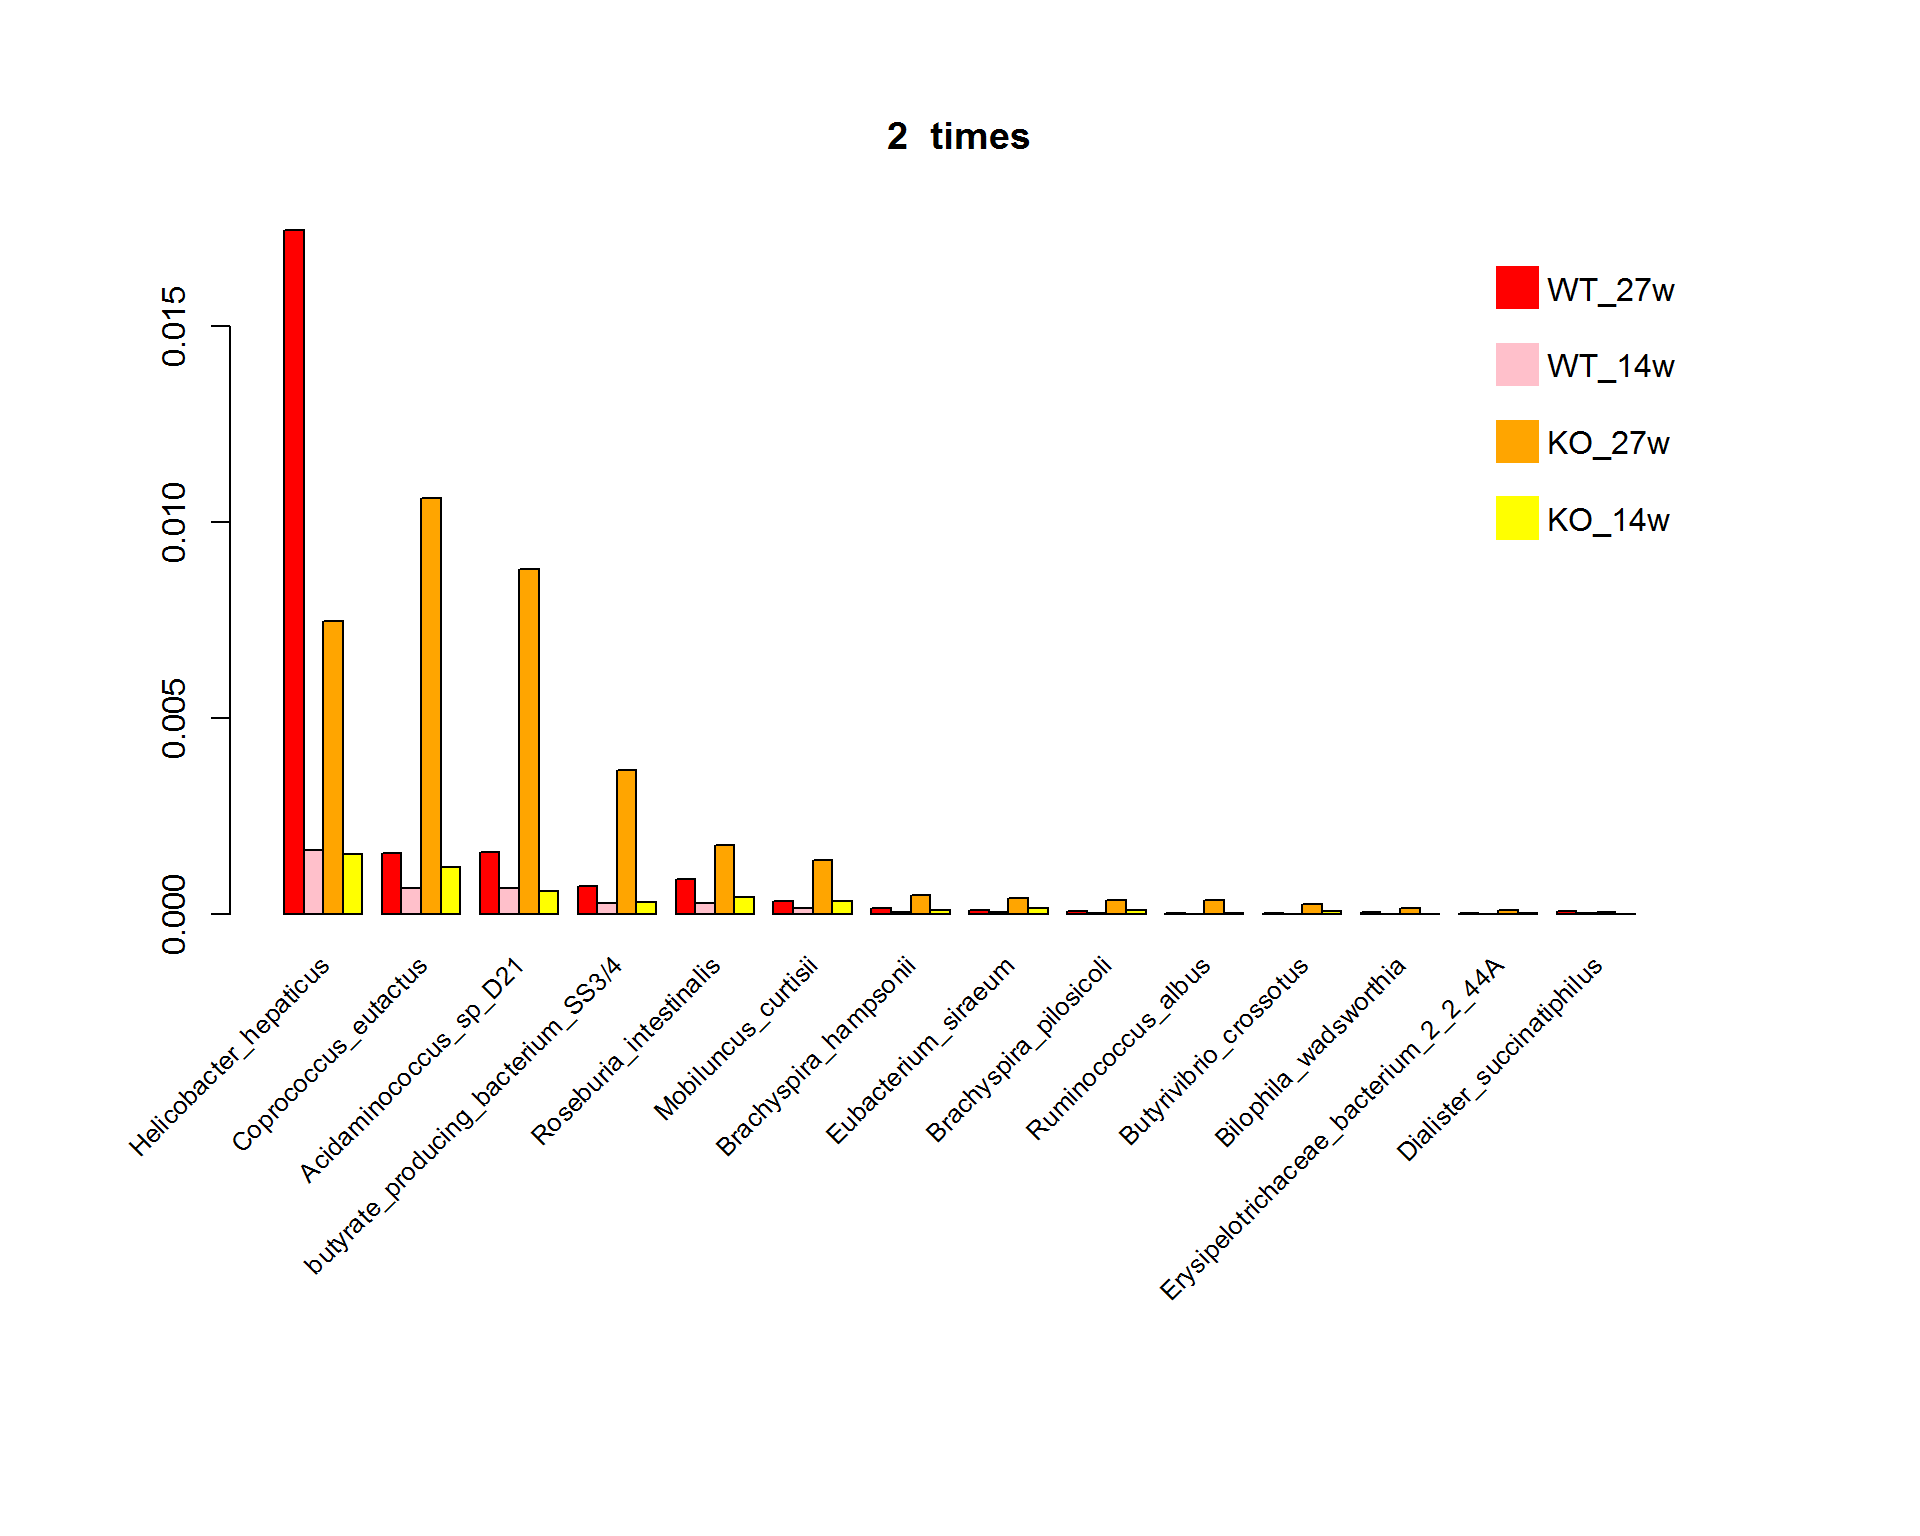 2  times
WT_27w
WT_14w
KO_27w
KO_14w
0.015
0.010
0.005
0.000
Helicobacter_hepaticus
Coprococcus_eutactus
Acidaminococcus_sp_D21
butyrate_producing_bacterium_SS3/4
Roseburia_intestinalis
Mobiluncus_curtisii
Brachyspira_hampsonii
Eubacterium_siraeum
Brachyspira_pilosicoli
Ruminococcus_albus
Butyrivibrio_crossotus
Bilophila_wadsworthia
Erysipelotrichaceae_bacterium_2_2_44A
Dialister_succinatiphilus